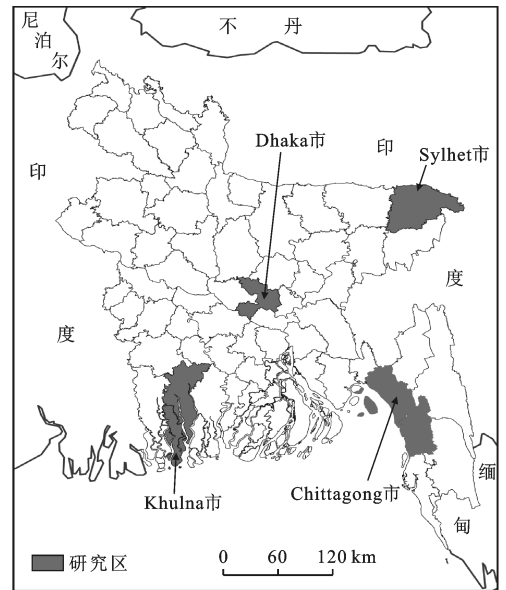 尼泊尔
不丹
Dhaka市
印
Sylhet市
印
度
度
Khulna市
Chittagong市
缅
甸
研究区
0 60 120 km